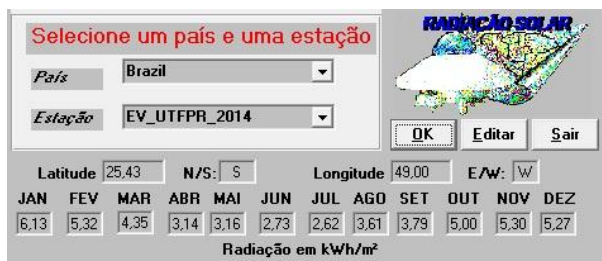 Selecione um país e uma estação
RADIAÇÃO SOLAR
País
Brazil
Estação
EV_UTFPR_2014
OK Editar Sair
Latitude 25,43 N/S: S Longitude 49,00 E/W: W
JAN FEV MAR ABR MAI JUN JUL AGO SET OUT NOV DEZ
6,13 5,32 4,35 3,14 3,16 2,73 2,62 3,61 3,79 5,00 5,30 5,27
Radiação em kWh/m²